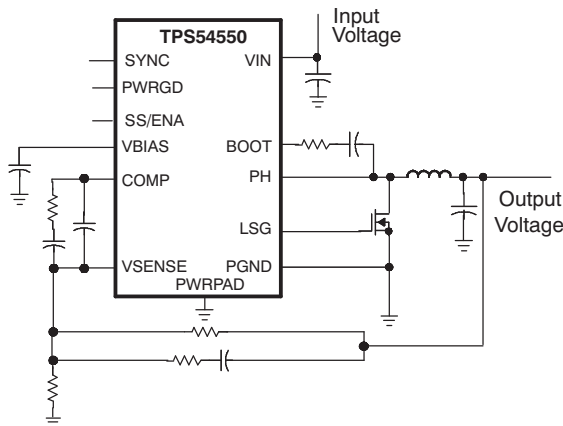 Input
Voltage
TPS54550
SYNC
VIN
PWRGD
SS/ENA
VBIAS
BOOT
COMP
PH
Output
Voltage
LSG
VSENSE
PGND
PWRPAD